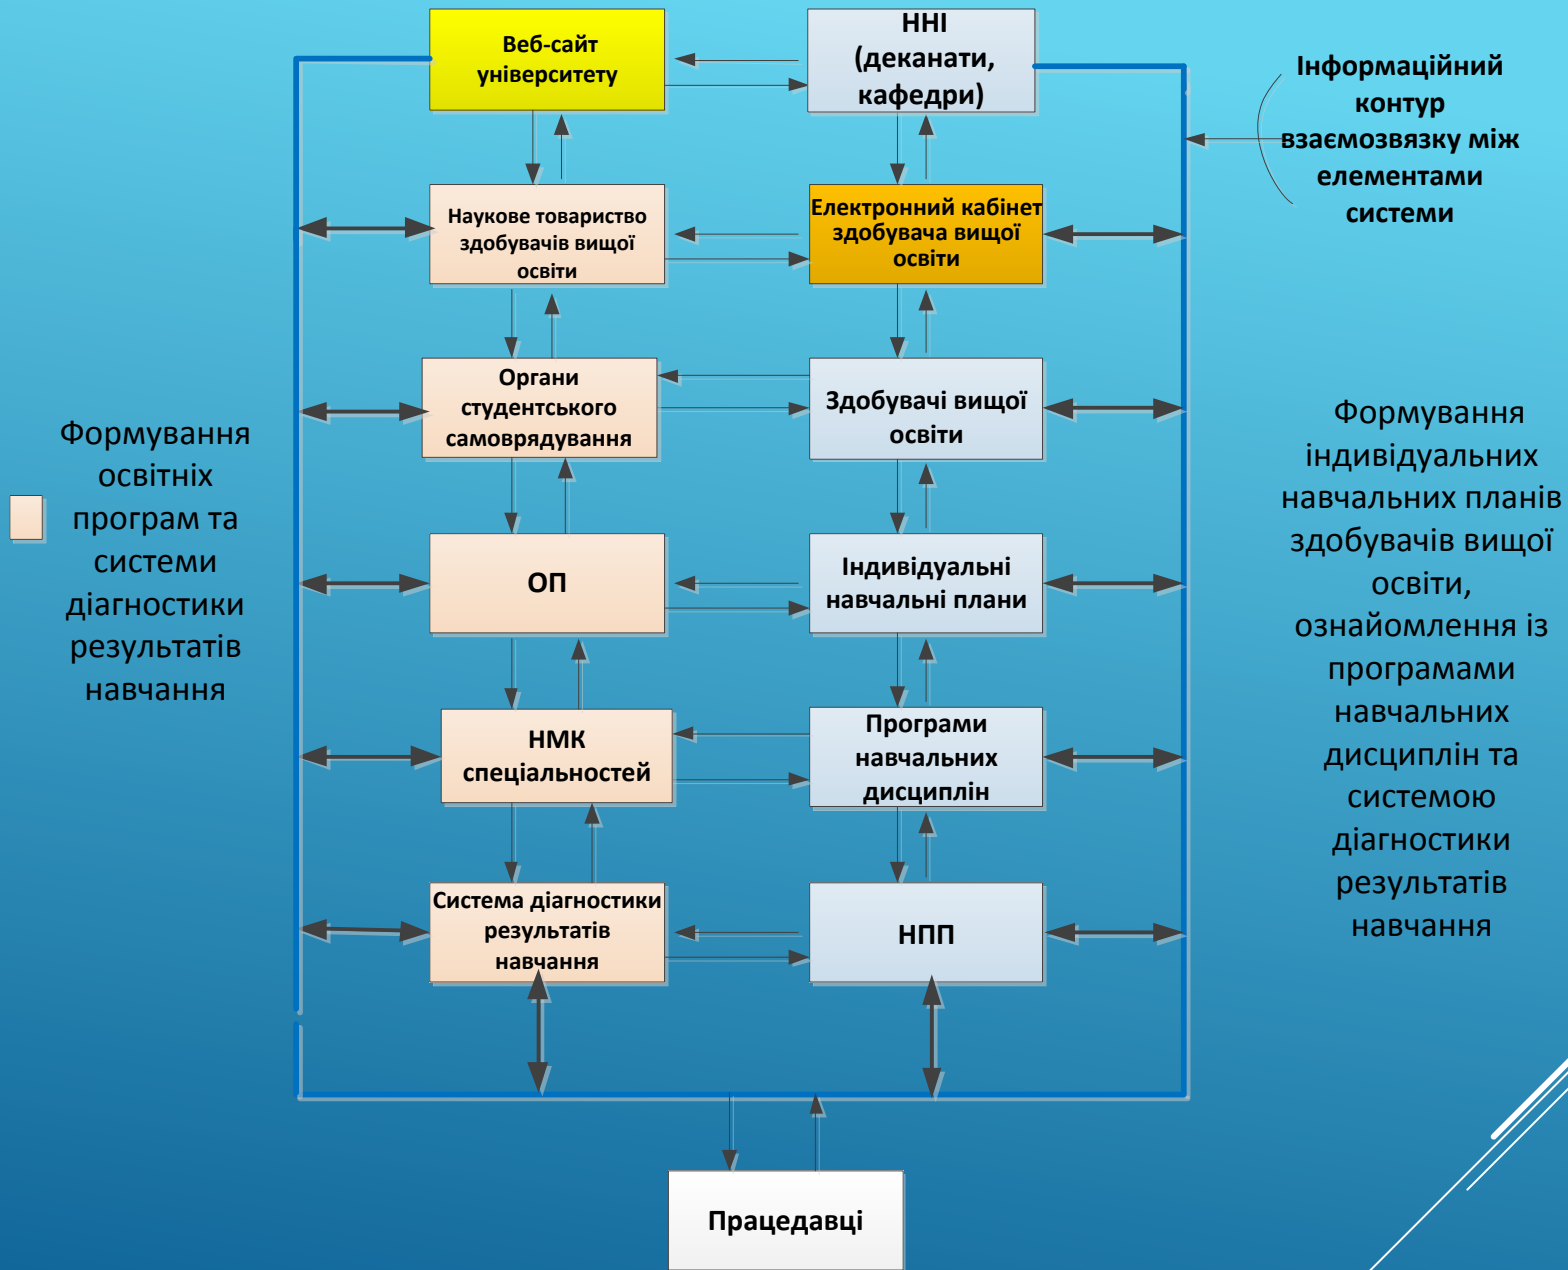 Веб-сайт
університету
ННІ
(деканати,
кафедри)
Інформаційний
контур
взаємозвязку між
елементами
системи
Наукове товариство
здобувачів вищої
освіти
Електронний кабінет
здобувача вищої
освіти
Органи
студентського
самоврядування
Здобувачі вищої
освіти
Формування
освітніх
програм та
системи
діагностики
результатів
навчання
ОП
Індивідуальні
навчальні плани
Формування
індивідуальних
навчальних планів
здобувачів вищої
освіти,
ознайомлення із
програмами
навчальних
дисциплін та
системою
діагностики
результатів
навчання
НМК
спеціальностей
Програми
навчальних
дисциплін
Система діагностики
результатів
навчання
НПП
Працедавці